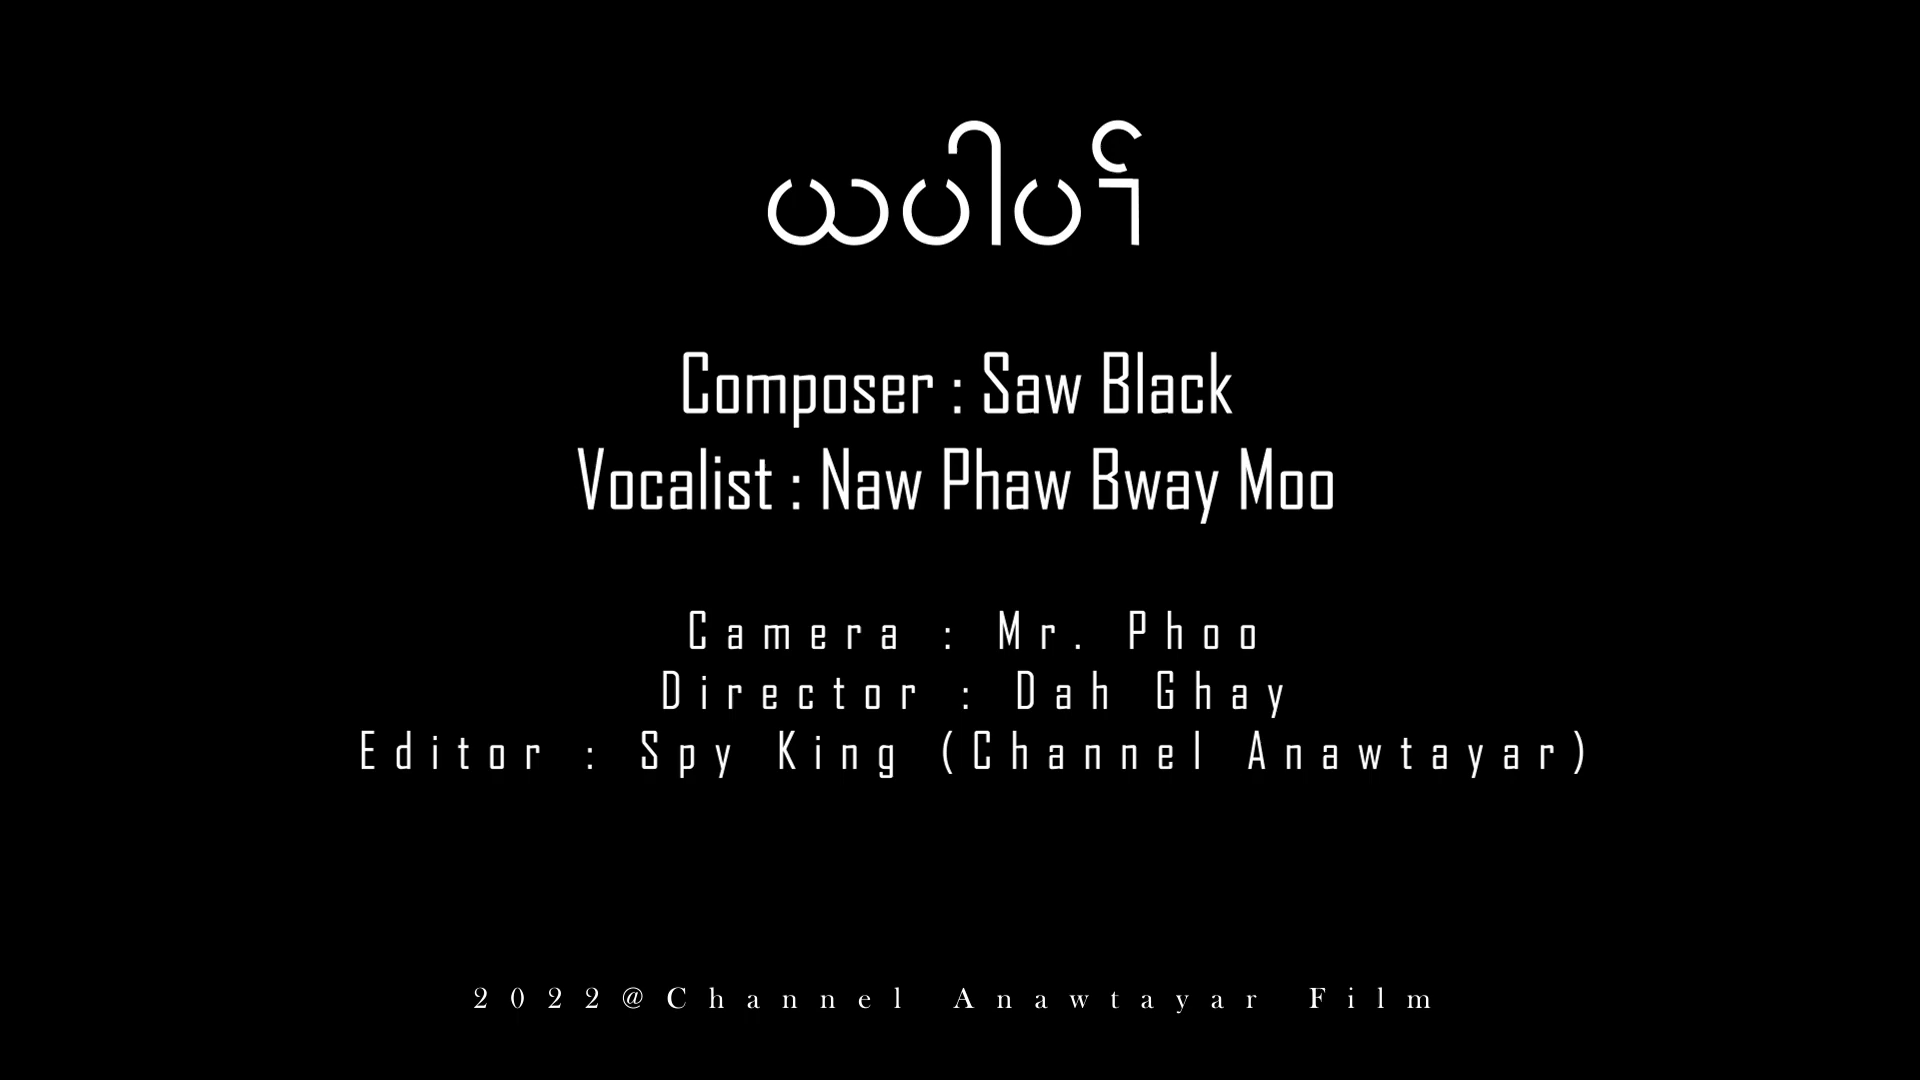 ယပါပၢ်
Composer : Saw Black
Vocalist : Naw Phaw Bway Moo
Camera : Mr. Phoo
Director : Dah Ghay
Editor : Spy King (Channel Anawtayar)
2022@Channel Anawtayar Film